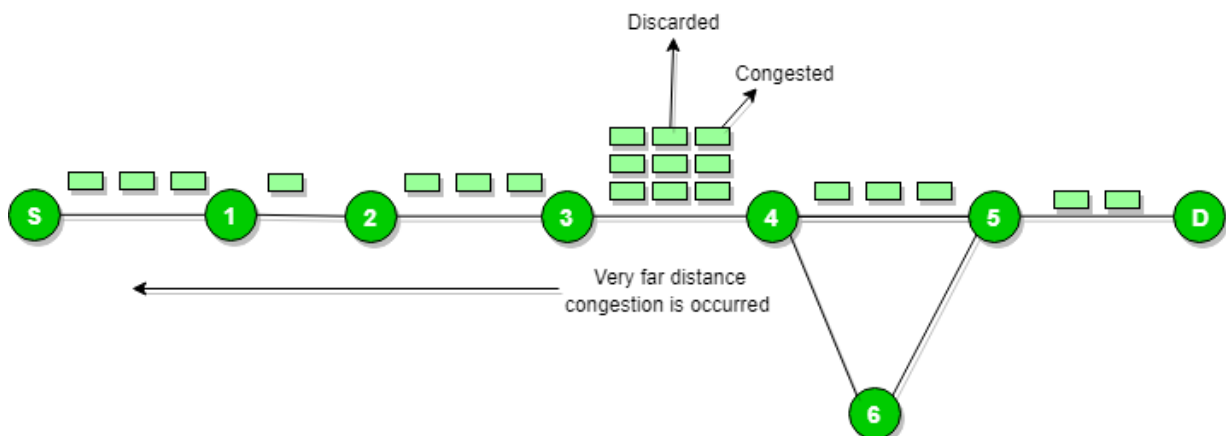 Discarded
Congested
S
1
2
3
4
5
D
Very far distance
congestion is occurred
6